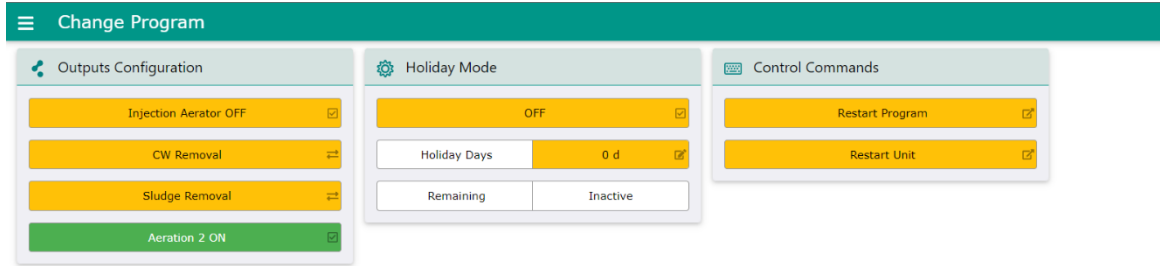 Change Program
Outputs Configuration
Injection Aerator OFF
CW Removal
Sludge Removal
Aeration 2 ON
Holiday Mode
OFF
Holiday Days 0 d
Remaining Inactive
Control Commands
Restart Program
Restart Unit